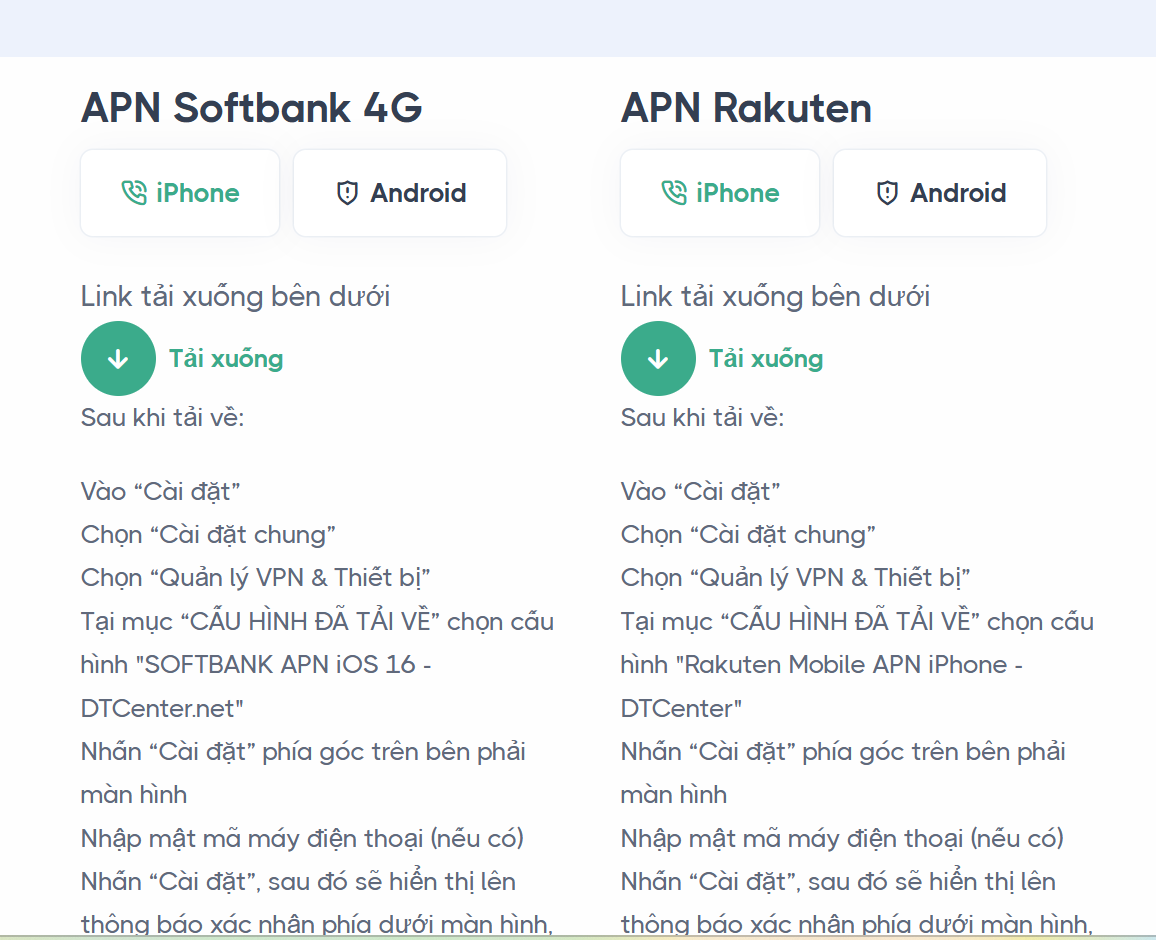 APN Softbank 4G
iPhone
Android
Link tải xuống bên dưới
Tải xuống
Sau khi tải về:
Vào “Cài đặt”
Chọn “Cài đặt chung”
Chọn “Quản lý VPN & Thiết bị”
Tại mục “CẤU HÌNH ĐÃ TẢI VỀ” chọn cấu
hình "SOFTBANK APN iOS 16 -
DTCenter.net"
Nhấn “Cài đặt” phía góc trên bên phải
màn hình
Nhập mật mã máy điện thoại (nếu có)
Nhấn “Cài đặt”, sau đó sẽ hiển thị lên
thông báo xác nhận phía dưới màn hình,
APN Rakuten
iPhone
Android
Link tải xuống bên dưới
Tải xuống
Sau khi tải về:
Vào “Cài đặt”
Chọn “Cài đặt chung”
Chọn “Quản lý VPN & Thiết bị”
Tại mục “CẤU HÌNH ĐÃ TẢI VỀ” chọn cấu
hình "Rakuten Mobile APN iPhone -
DTCenter"
Nhấn “Cài đặt” phía góc trên bên phải
màn hình
Nhập mật mã máy điện thoại (nếu có)
Nhấn “Cài đặt”, sau đó sẽ hiển thị lên
thông báo xác nhận phía dưới màn hình,